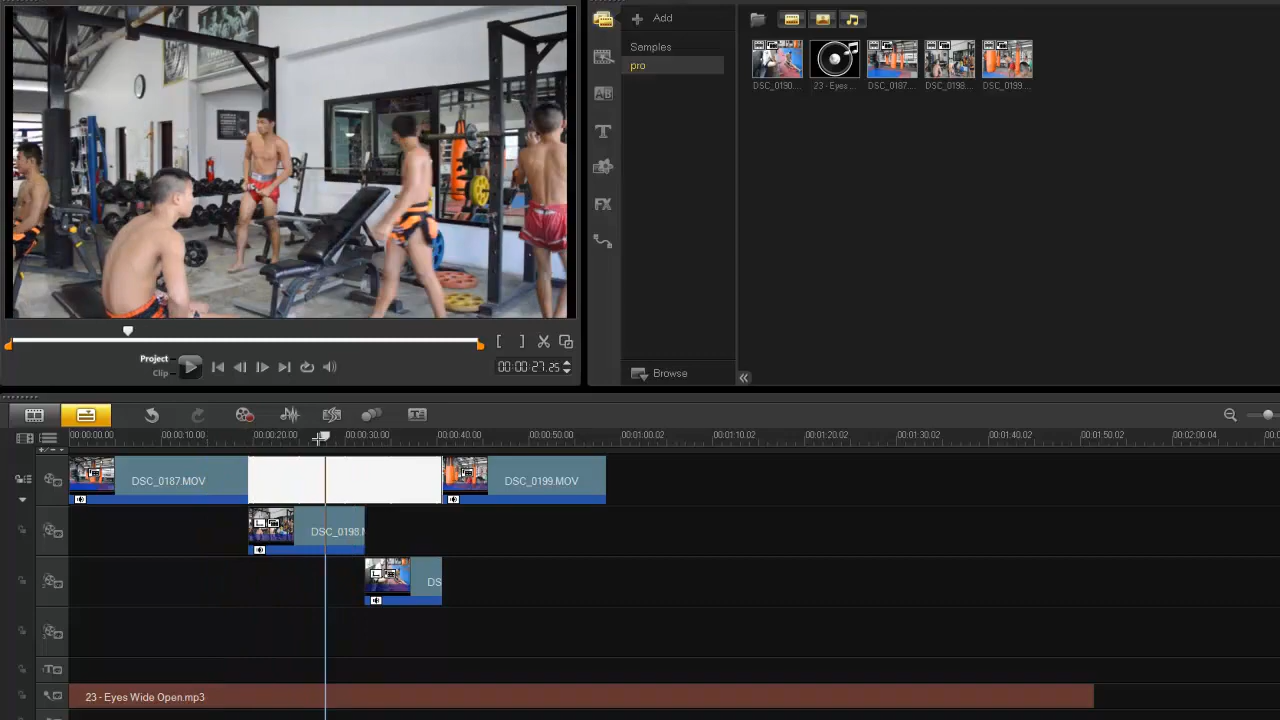 Add
Samples
pro
DSC_0190...
23 - Eyes ...
DSC_0187...
DSC_0198...
DSC_0199...
AB
T
FX
Project
Clip
[ ]
00:00:27.25
Browse
00:00:00.00
00:00:10.00
00:00:20.00
00:00:30.00
00:00:40.00
00:00:50.00
00:01:00.02
00:01:10.02
00:01:20.02
00:01:30.02
00:01:40.02
00:01:50.02
00:02:00.04
00:0
DSC_0187.MOV
DSC_0199.MOV
DSC_0198.M
DS
23 - Eyes Wide Open.mp3